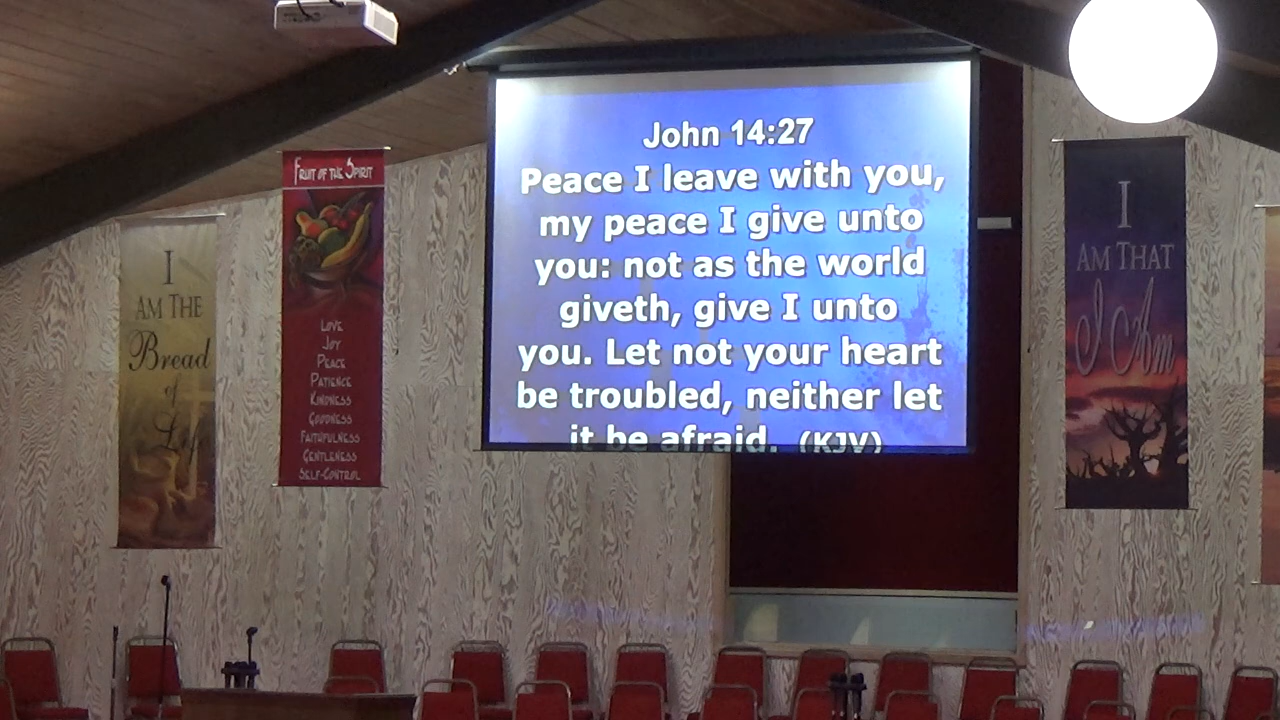 John 14:27
Peace I leave with you,
my peace I give unto
you: not as the world
giveth, give I unto
you. Let not your heart
be troubled, neither let
it be afraid. (KJV)
FRUIT OF THE SPIRIT
LOVE
JOY
PEACE
PATIENCE
KINDNESS
GOODNESS
FAITHFULNESS
GENTLENESS
SELF-CONTROL
I
AM THE
Bread
of
Life
I
AM THAT
I Am